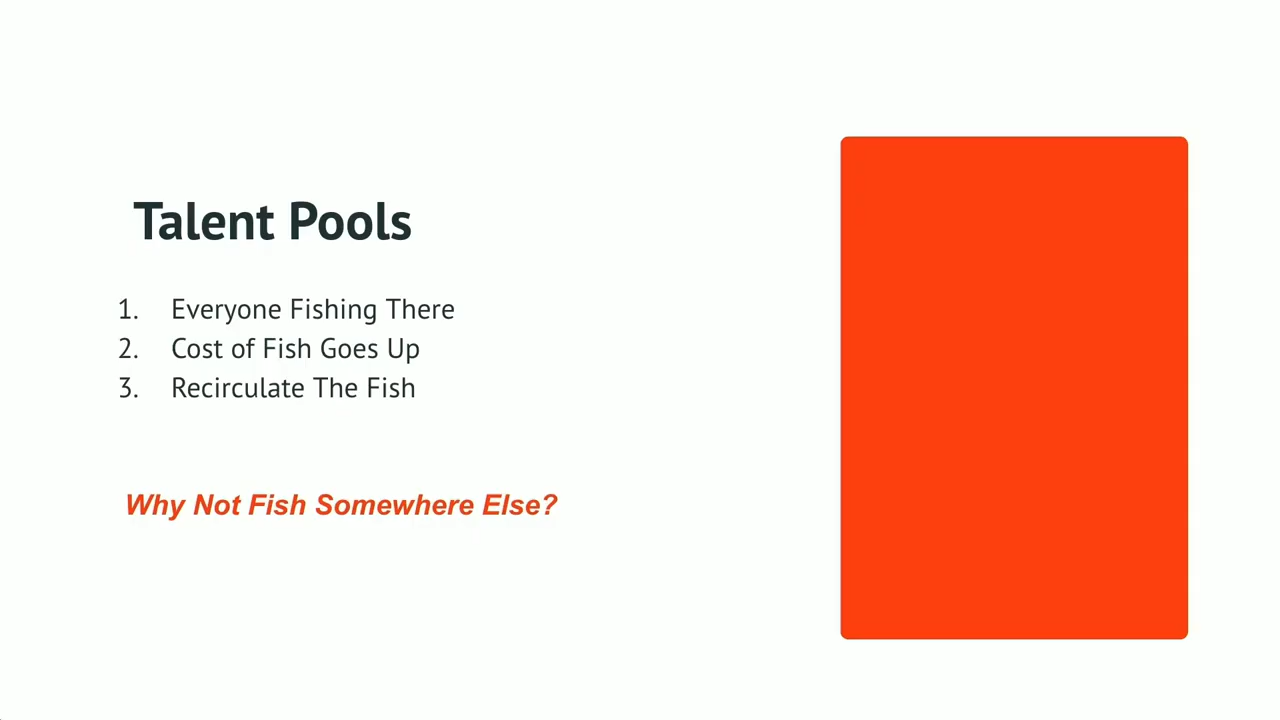 Talent Pools
1. Everyone Fishing There
2. Cost of Fish Goes Up
3. Recirculate The Fish
Why Not Fish Somewhere Else?